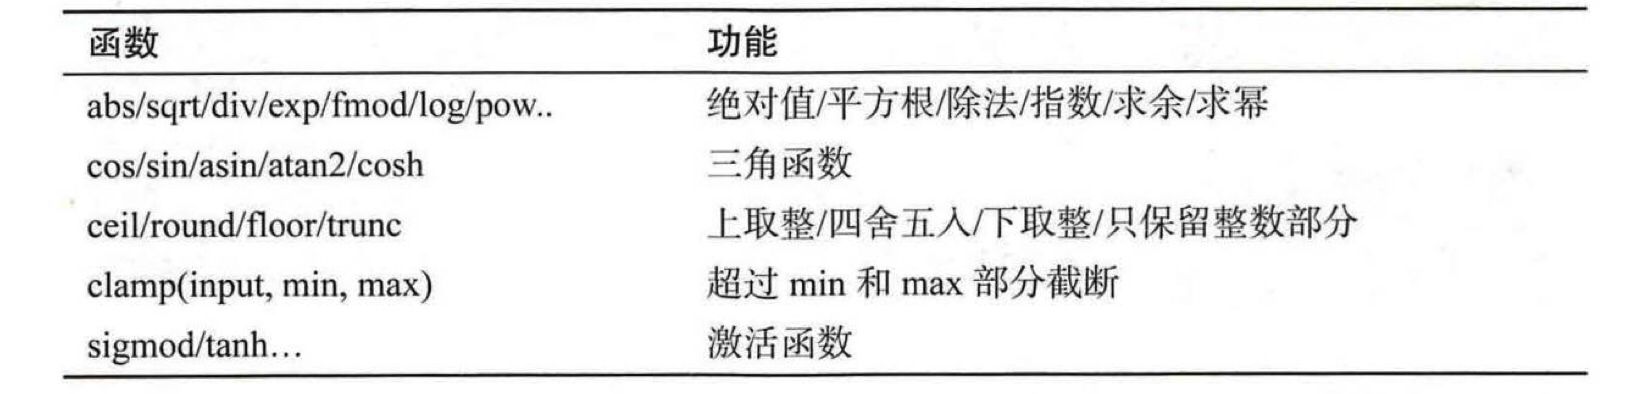 函数 功能
abs/sqrt/div/exp/fmod/log/pow.. 绝对值/平方根/除法/指数/求余/求幂
cos/sin/asin/atan2/cosh 三角函数
ceil/round/floor/trunc 上取整/四舍五入/下取整/只保留整数部分
clamp(input, min, max) 超过 min 和 max 部分截断
sigmod/tanh... 激活函数